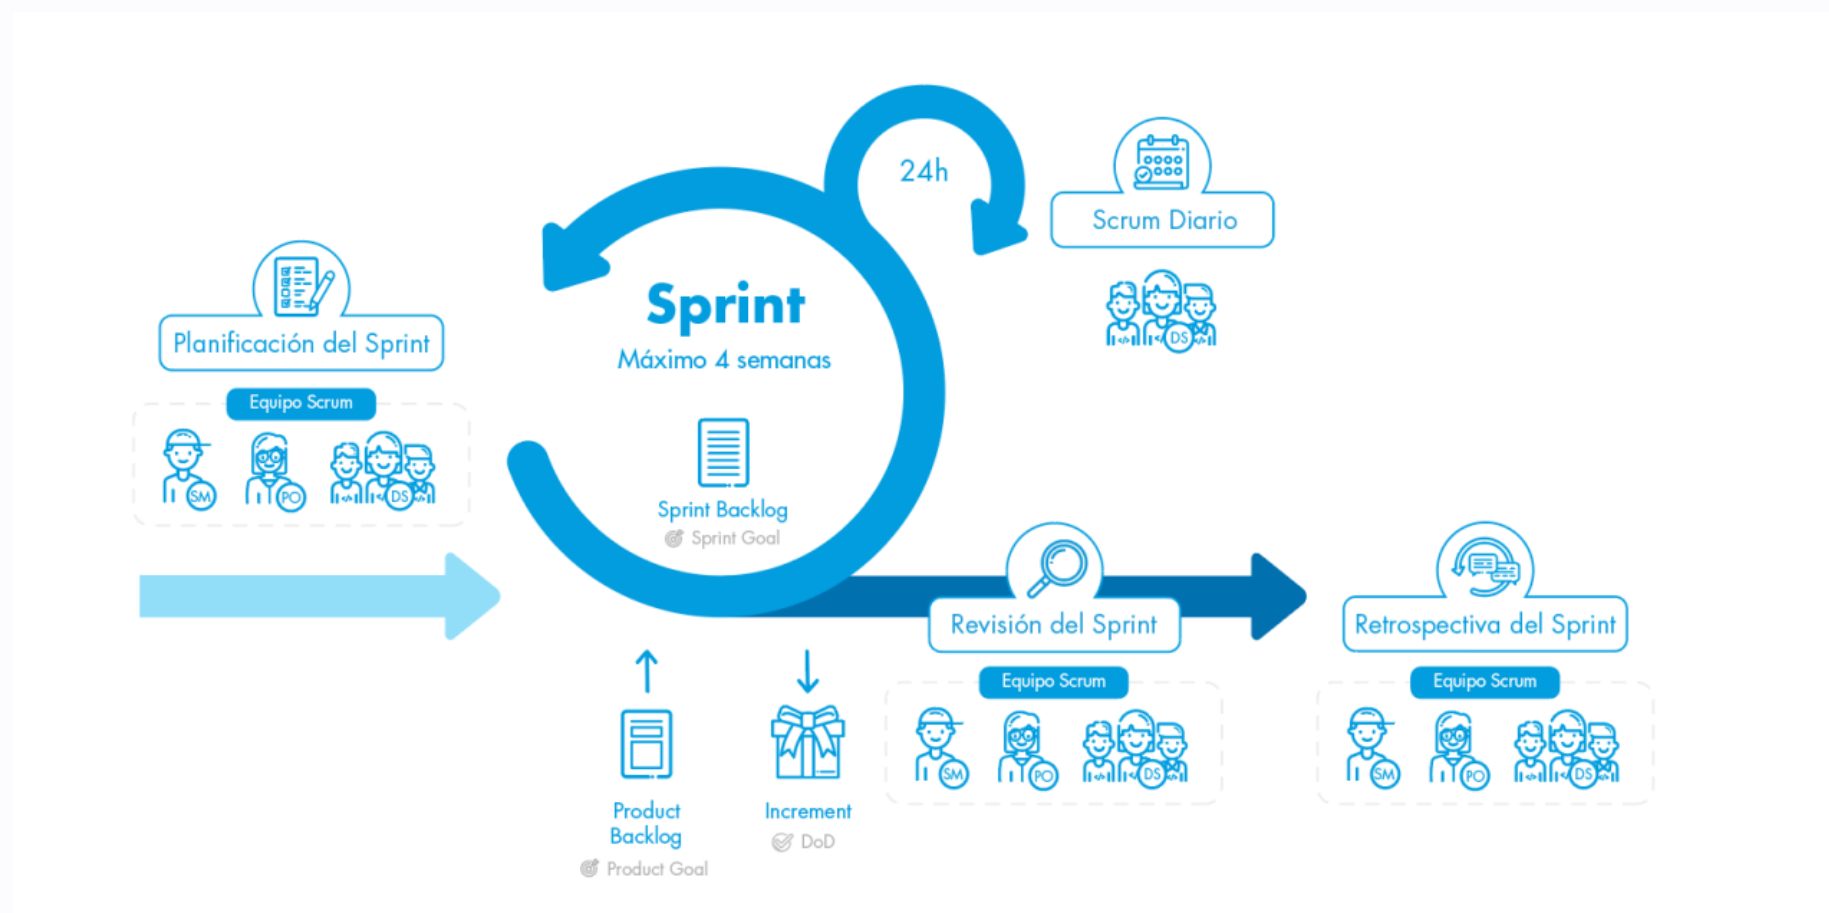 24h
Scrum Diario
DS
Planificación del Sprint
Equipo Scrum
SM
PO
DS
Sprint
Máximo 4 semanas
Sprint Backlog
Sprint Goal
Revisión del Sprint
Equipo Scrum
SM
PO
DS
Retrospectiva del Sprint
Equipo Scrum
SM
PO
DS
Product
Backlog
Product Goal
Increment
DoD